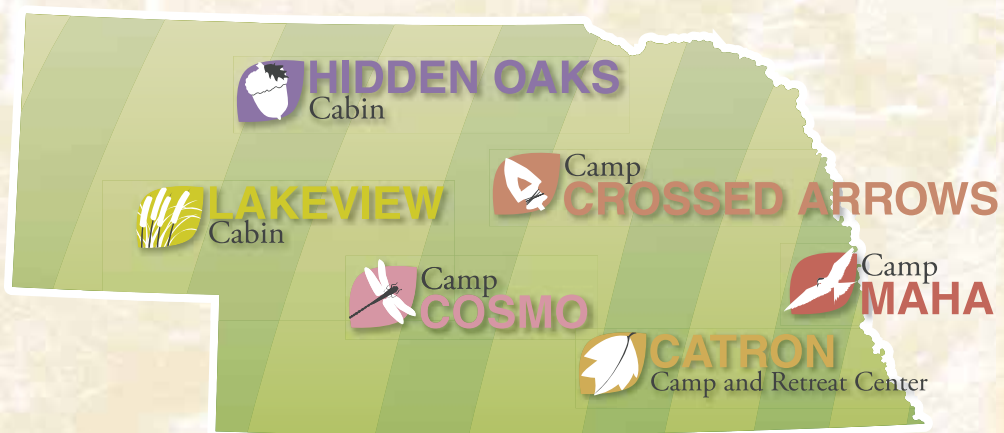 HIDDEN OAKS
Cabin
Camp
CROSSED ARROWS
LAKEVIEW
Cabin
Camp
COSMO
Camp
MAHA
CATRON
Camp and Retreat Center